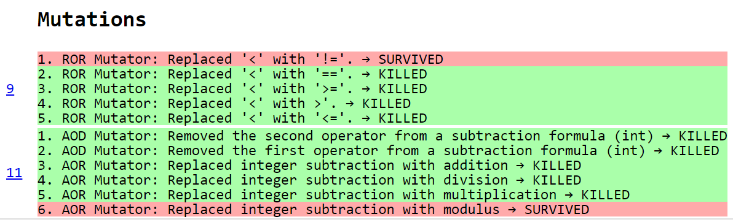 Mutations
1. ROR Mutator: Replaced '<' with '!='. → SURVIVED
2. ROR Mutator: Replaced '<' with '=='. → KILLED
9 3. ROR Mutator: Replaced '<' with '>='. → KILLED
4. ROR Mutator: Replaced '<' with >'. → KILLED
5. ROR Mutator: Replaced '<' with '<='. → KILLED
1. AOD Mutator: Removed the second operator from a subtraction formula (int) → KILLED
2. AOD Mutator: Removed the first operator from a subtraction formula (int) → KILLED
11 3. AOR Mutator: Replaced integer subtraction with addition → KILLED
4. AOR Mutator: Replaced integer subtraction with division → KILLED
5. AOR Mutator: Replaced integer subtraction with multiplication → KILLED
6. AOR Mutator: Replaced integer subtraction with modulus → SURVIVED